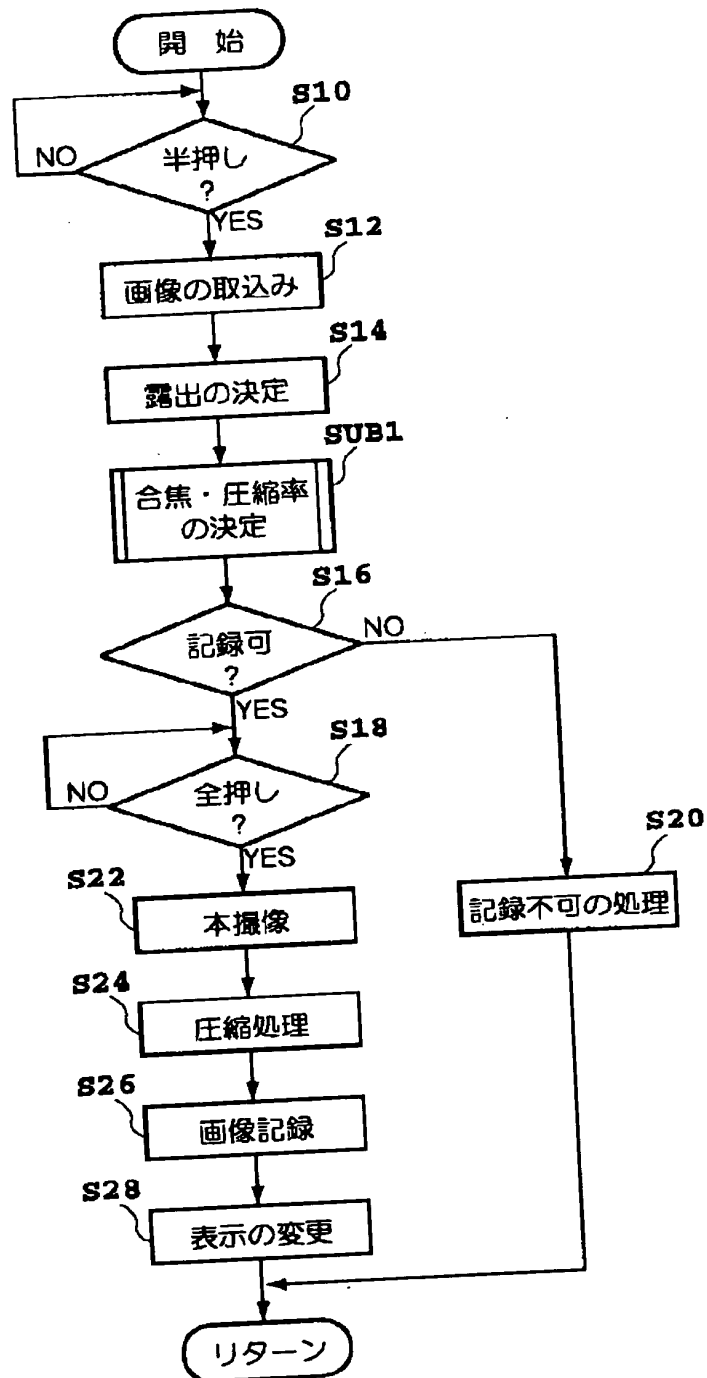 開 始
S10
NO
半押し
?
YES
S12
画像の取込み
S14
露出の決定
SUB1
合焦・圧縮率
の決定
S16
記録可
?
NO
YES
S18
NO
全押し
?
YES
S20
記録不可の処理
S22
本撮像
S24
圧縮処理
S26
画像記録
S28
表示の変更
リターン